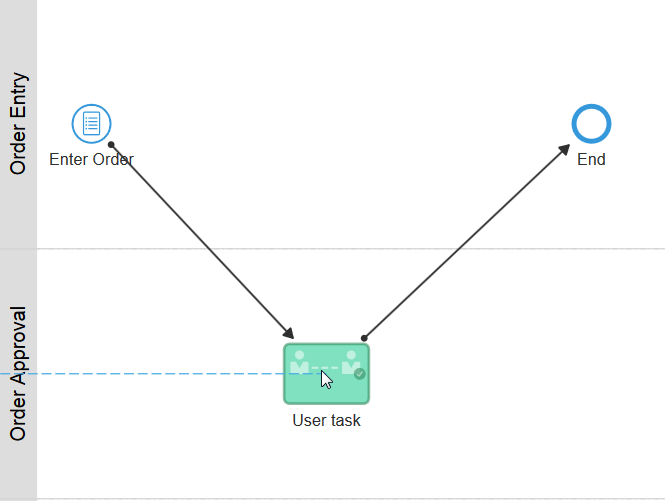 Order Entry
Enter Order
End
Order Approval
User task